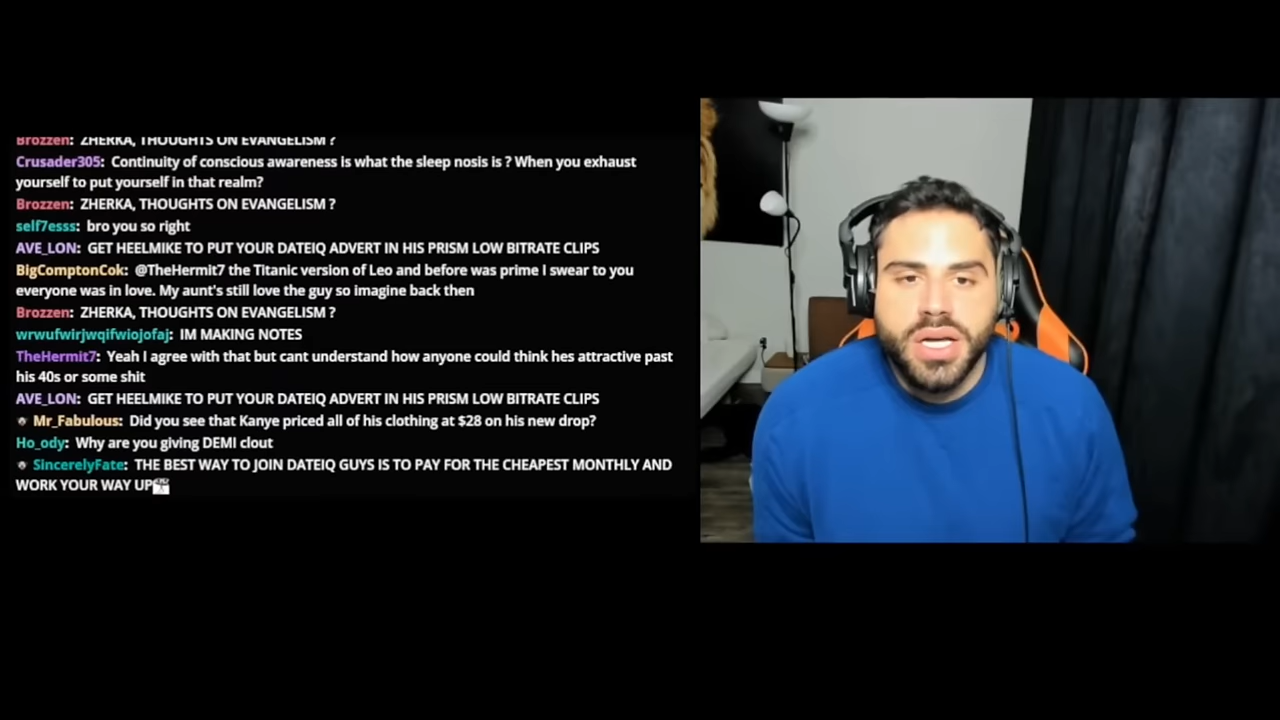 Brozzen: ZHERKA, THOUGHTS ON EVANGELISM ?
Crusader305: Continuity of conscious awareness is what the sleep nosis is ? When you exhaust
yourself to put yourself in that realm?
Brozzen: ZHERKA, THOUGHTS ON EVANGELISM ?
self7esss: bro you so right
AVE_LON: GET HEELMIKE TO PUT YOUR DATEIQ ADVERT IN HIS PRISM LOW BITRATE CLIPS
BigComptonCok: @TheHermit7 the Titanic version of Leo and before was prime I swear to you
everyone was in love. My aunt's still love the guy so imagine back then
Brozzen: ZHERKA, THOUGHTS ON EVANGELISM ?
wrwufwirjwqifwiojofaj: IM MAKING NOTES
TheHermit7: Yeah I agree with that but cant understand how anyone could think hes attractive past
his 40s or some shit
AVE_LON: GET HEELMIKE TO PUT YOUR DATEIQ ADVERT IN HIS PRISM LOW BITRATE CLIPS
Mr_Fabulous: Did you see that Kanye priced all of his clothing at $28 on his new drop?
Ho_ody: Why are you giving DEMI clout
SincerelyFate: THE BEST WAY TO JOIN DATEIQ GUYS IS TO PAY FOR THE CHEAPEST MONTHLY AND
WORK YOUR WAY UP